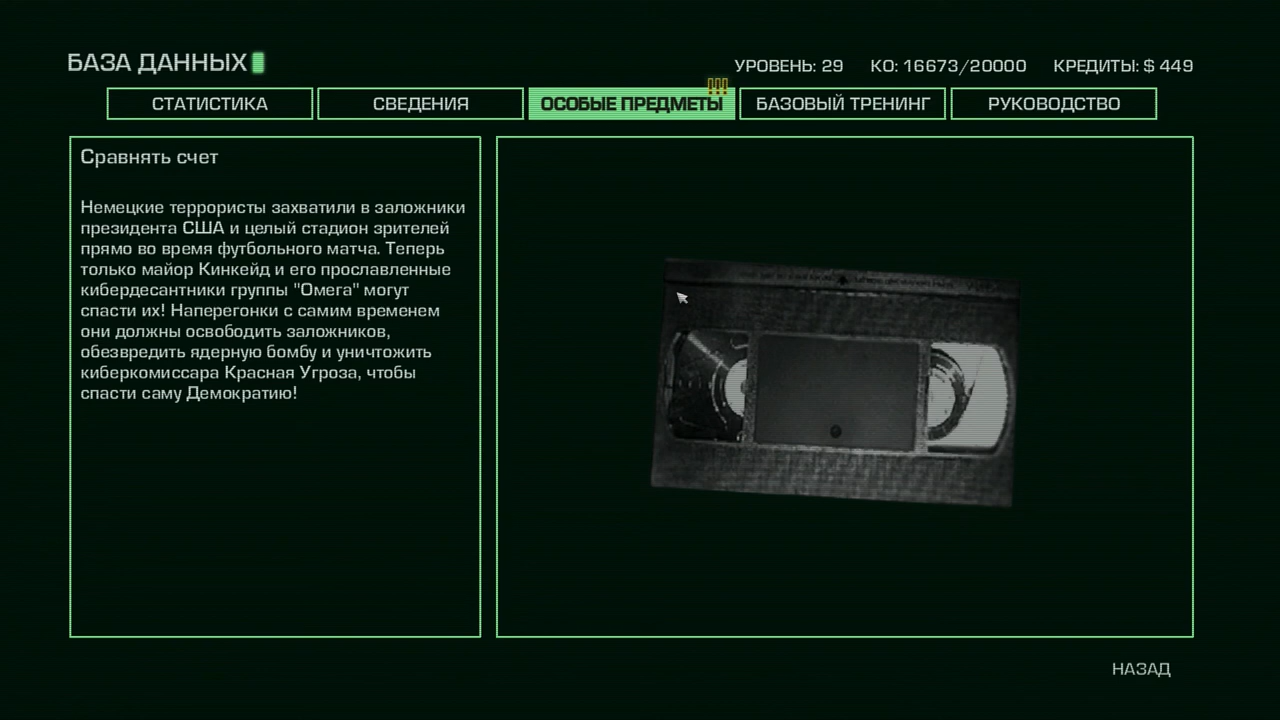 БАЗА ДАННЫХ
УРОВЕНЬ: 29 КО: 16673/20000 КРЕДИТЫ: $ 449
!!!
СТАТИСТИКА СВЕДЕНИЯ ОСОБЫЕ ПРЕДМЕТЫ БАЗОВЫЙ ТРЕНИНГ РУКОВОДСТВО
Сравнять счет
Немецкие террористы захватили в заложники
президента США и целый стадион зрителей
прямо во время футбольного матча. Теперь
только майор Кинкейд и его прославленные
кибердесантники группы "Омега" могут
спасти их! Наперегонки с самим временем
они должны освободить заложников,
обезвредить ядерную бомбу и уничтожить
киберкомиссара Красная Угроза, чтобы
спасти саму Демократию!
НАЗАД